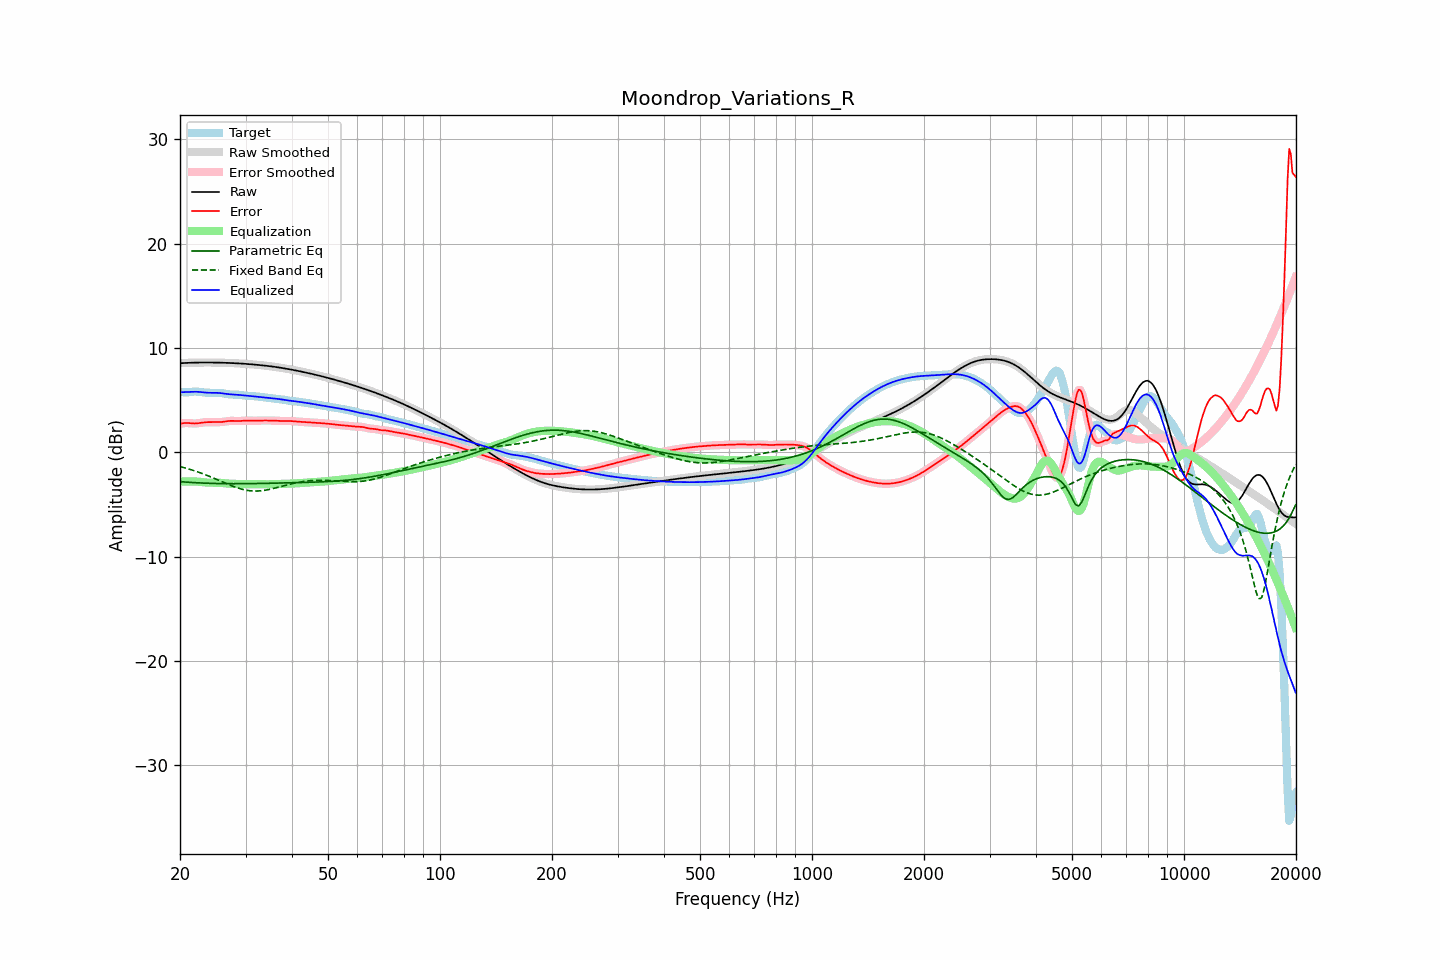 Moondrop_Variations_R
Target
Raw Smoothed
Error Smoothed
Raw
Error
Equalization
Parametric Eq
Fixed Band Eq
Equalized
30
20
10
0
−10
−20
−30
Amplitude (dBr)
20
50
100
200
500
1000
2000
5000
10000
20000
Frequency (Hz)